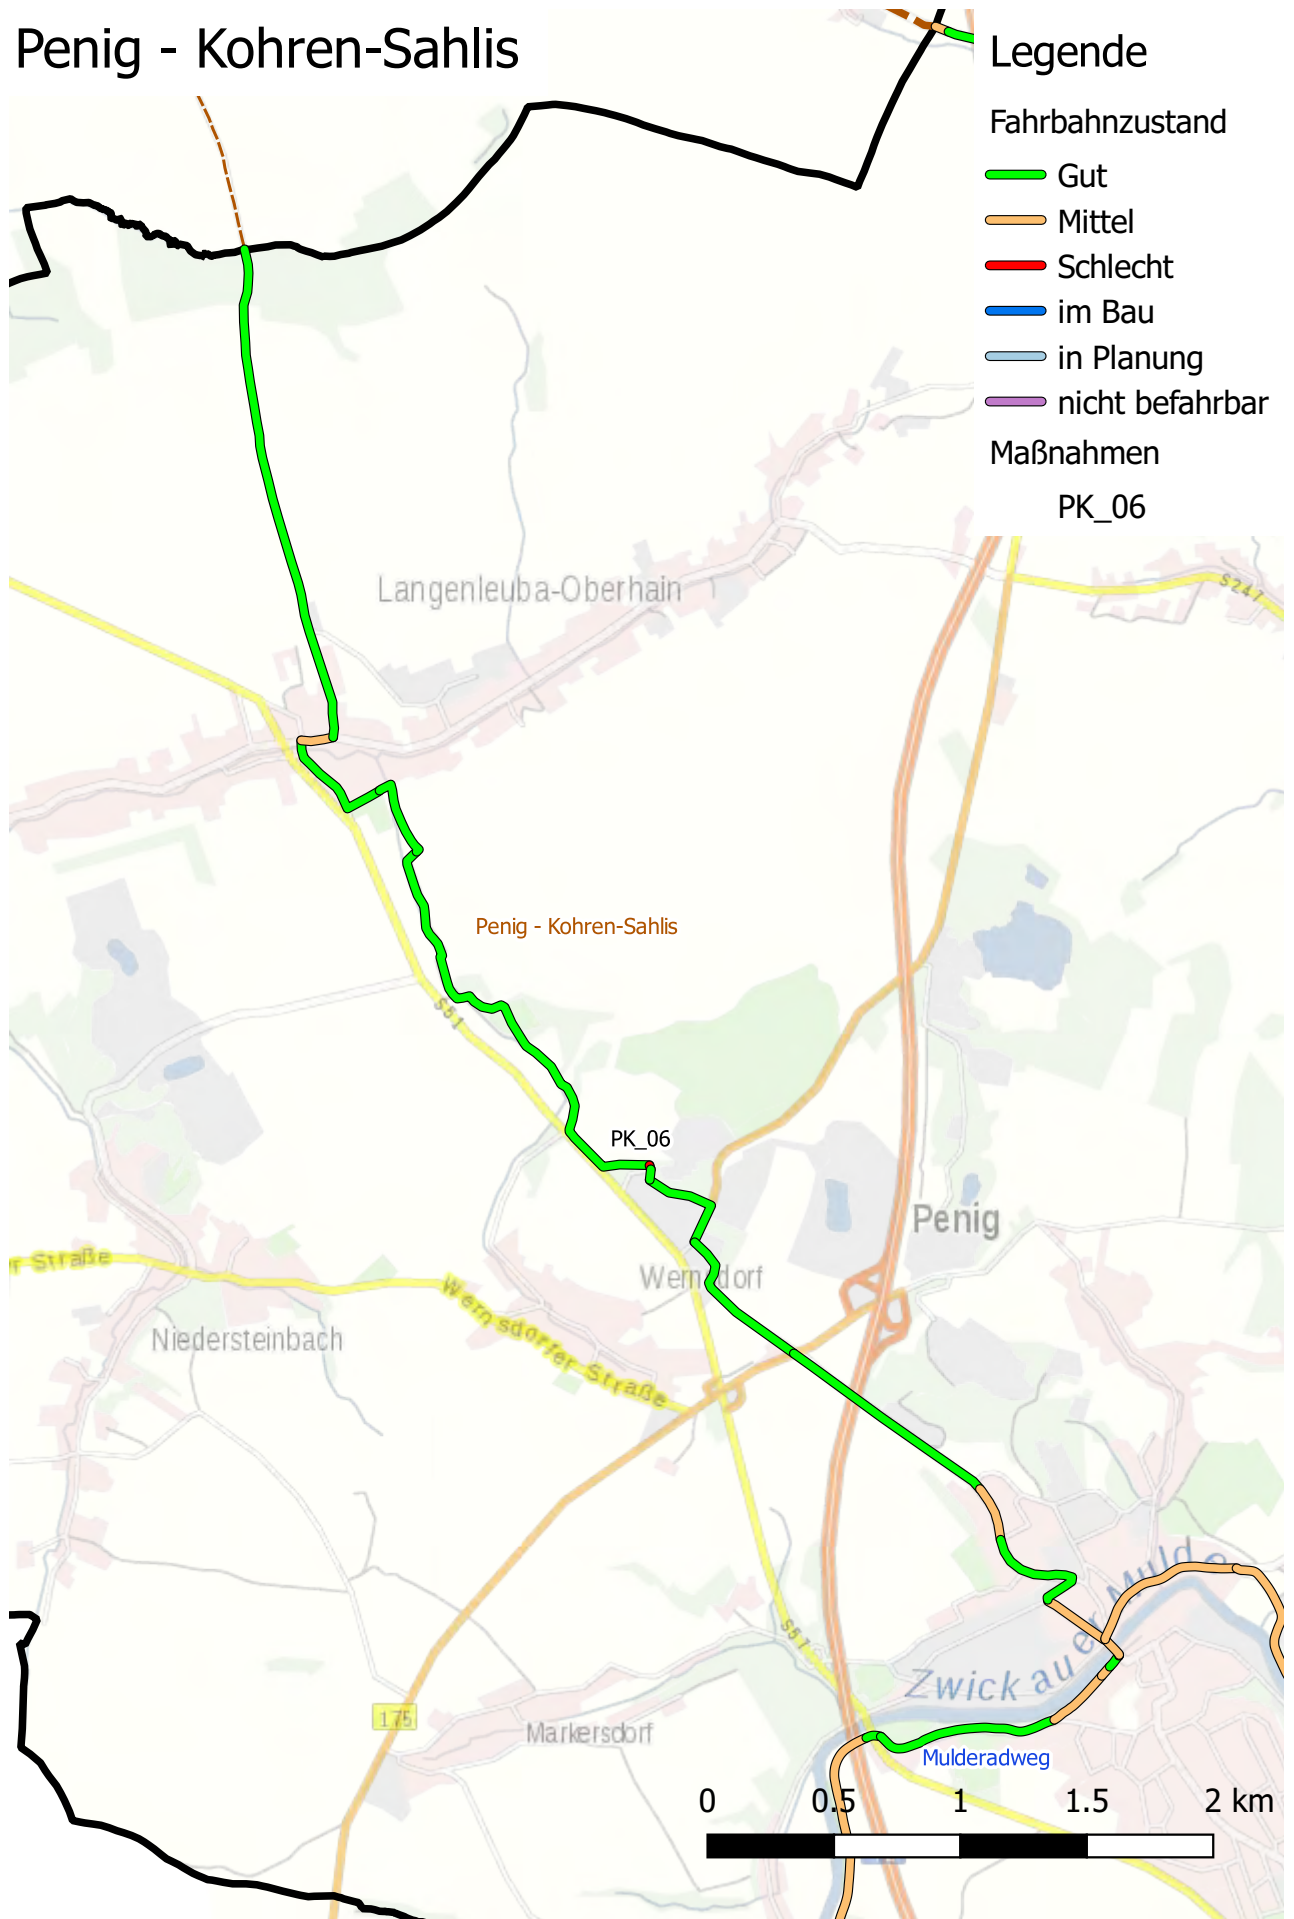 Penig - Kohren-Sahlis
Legende
Fahrbahnzustand
Gut
Mittel
Schlecht
im Bau
in Planung
nicht befahrbar
Maßnahmen
PK_06
S247
Langenleuba-Oberhain
Penig - Kohren-Sahlis
S51
PK_06
Penig
r Straße
Wernsdorf
Wernsdorfer Straße
Niedersteinbach
Zwickauer Mulde
S57
175
Markersdorf
Mulderadweg
0 0.5 1 1.5 2 km